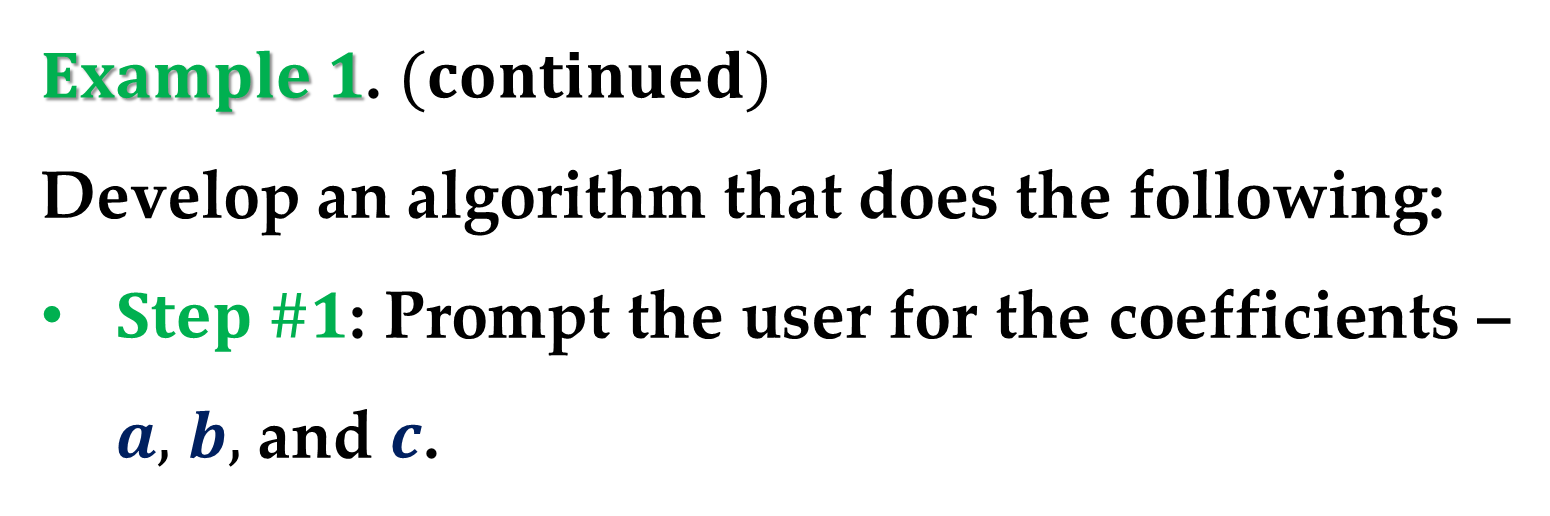 Example 1. (continued)
Develop an algorithm that does the following:
• Step #1: Prompt the user for the coefficients –
a, b, and c.